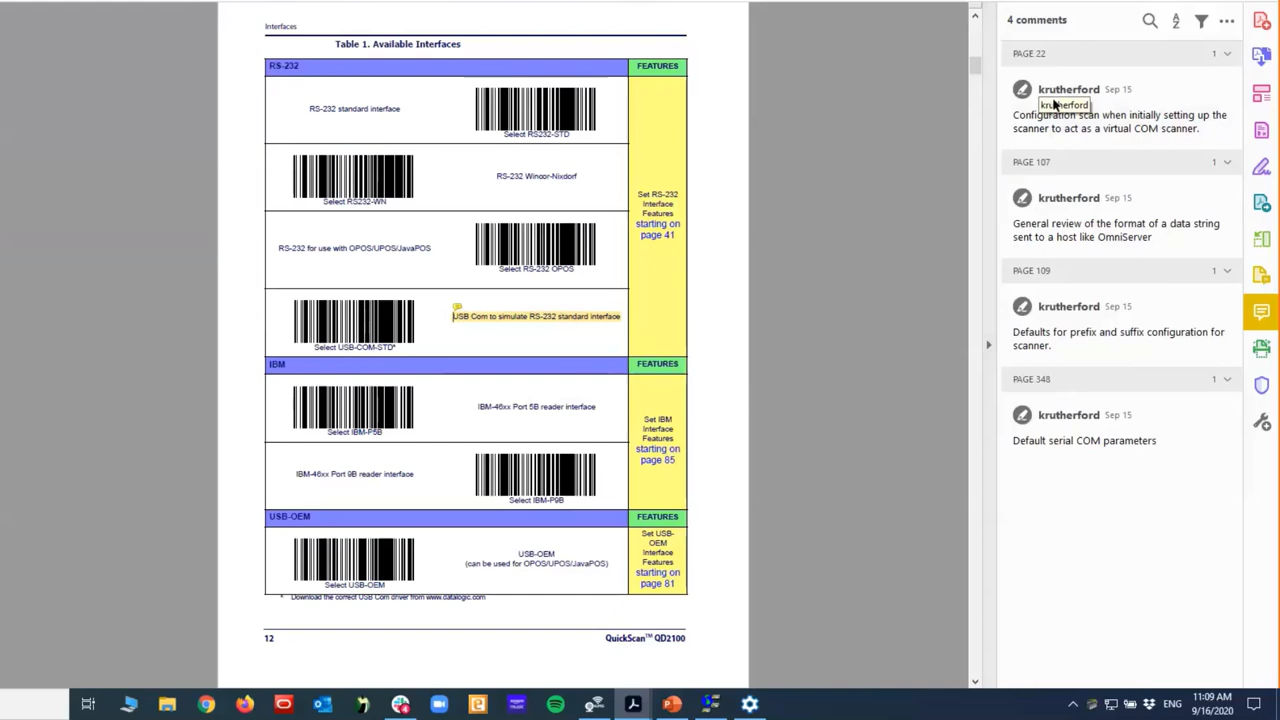 Interfaces
Table 1. Available Interfaces
RS-232
FEATURES
RS-232 standard interface
Select RS232-STD
Select RS232-WN
RS-232 Wincor-Nixdorf
RS-232 for use with OPOS/UPOS/JavaPOS
Select RS-232 OPOS
Select USB-COM-STD*
USB Com to simulate RS-232 standard interface
Set RS-232
Interface
Features
starting on
page 41
IBM
FEATURES
Select IBM-P5B
IBM-46xx Port 5B reader interface
IBM-46xx Port 9B reader interface
Select IBM-P9B
Set IBM
Interface
Features
starting on
page 85
USB-OEM
FEATURES
Select USB-OEM
USB-OEM
(can be used for OPOS/UPOS/JavaPOS)
Set USB-
OEM
Interface
Features
starting on
page 81
* Download the correct USB Com driver from www.datalogic.com
12
QuickScan™ QD2100
4 comments
PAGE 22
1
krutherford Sep 15
krutherford
Configuration scan when initially setting up the
scanner to act as a virtual COM scanner.
PAGE 107
1
krutherford Sep 15
General review of the format of a data string
sent to a host like OmniServer
PAGE 109
1
krutherford Sep 15
Defaults for prefix and suffix configuration for
scanner.
PAGE 348
1
krutherford Sep 15
Default serial COM parameters
ENG
11:09 AM
9/16/2020